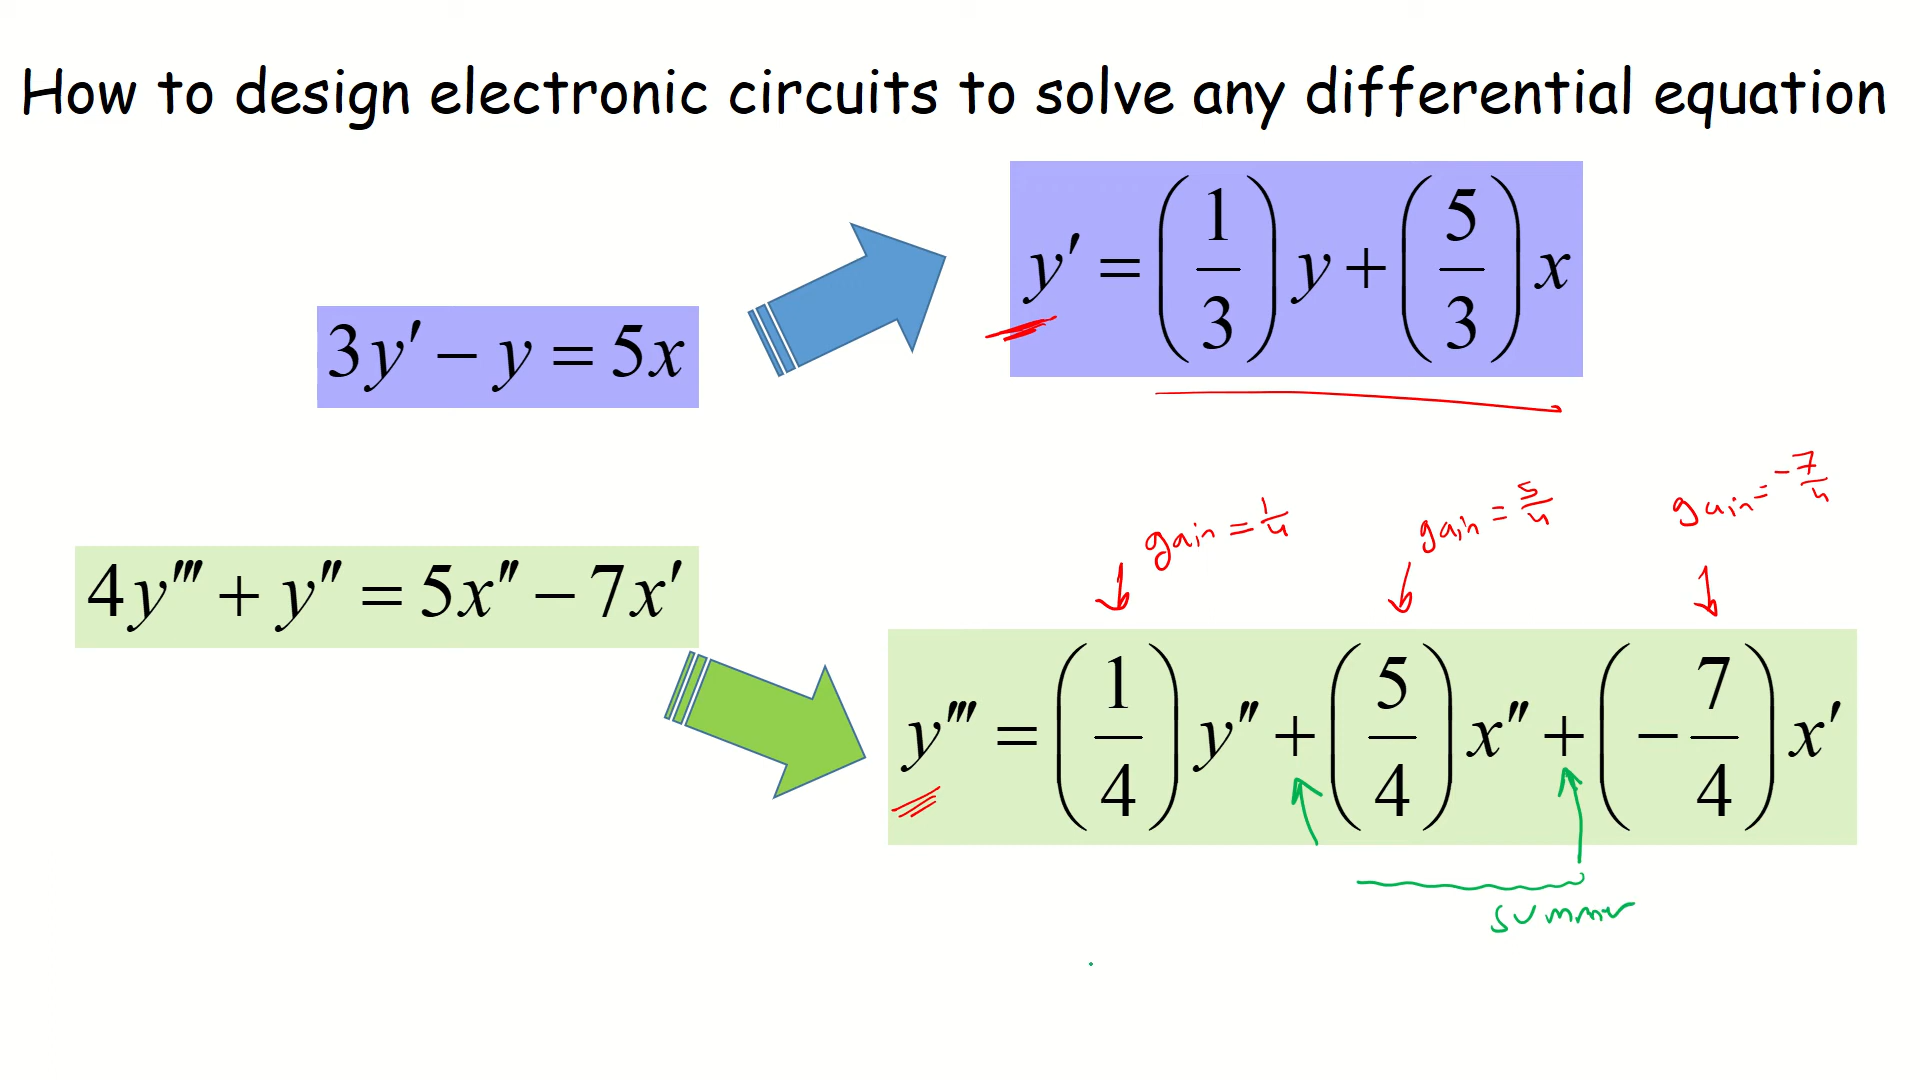 How to design electronic circuits to solve any differential equation
y′ = (1/3) y + (5/3) x
3y′ − y = 5x
gain = 1/4
gain = 5/4
gain = -7/4
4y‴ + y″ = 5x″ − 7x′
y‴ = (1/4) y″ + (5/4) x″ + (−7/4) x′
summer